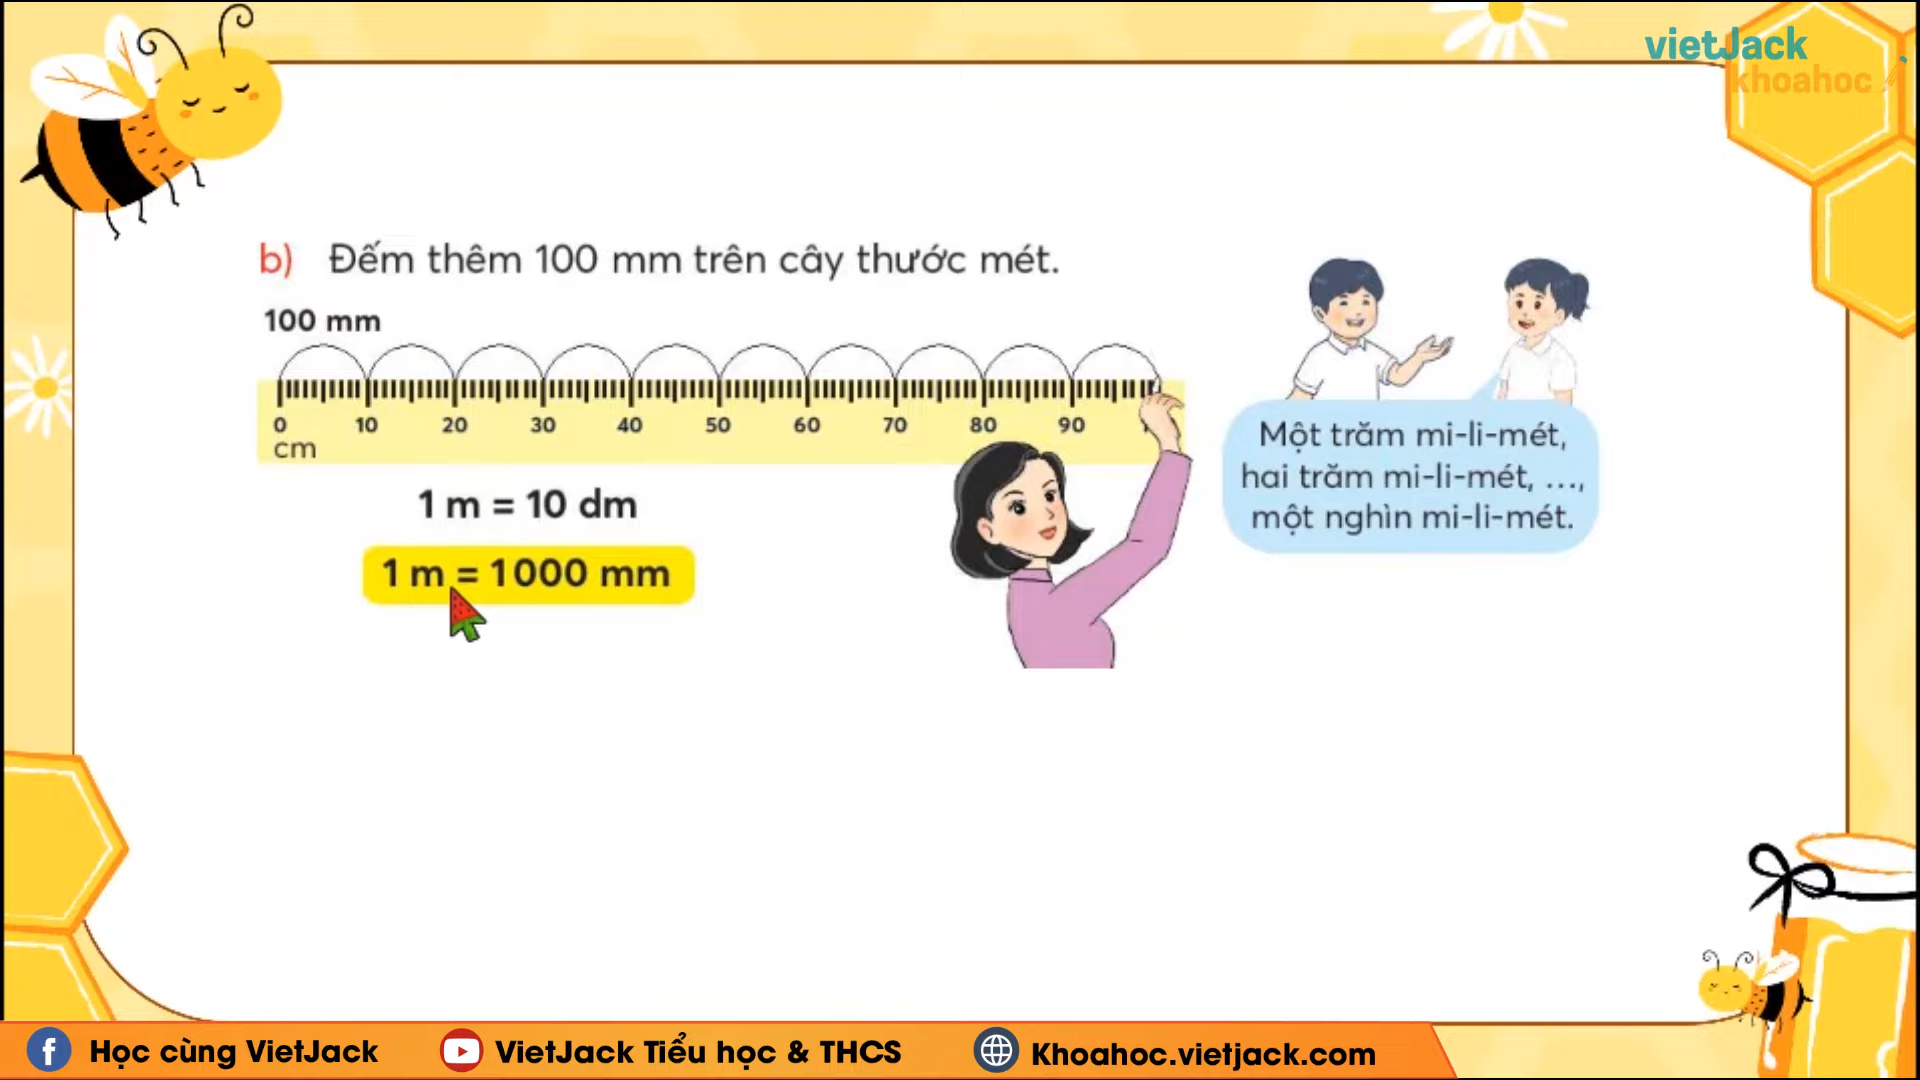 vietJack
khoahoc
b) Đếm thêm 100 mm trên cây thước mét.
100 mm
0 10 20 30 40 50 60 70 80 90
cm
1 m = 10 dm
1 m = 1000 mm
Một trăm mi-li-mét,
hai trăm mi-li-mét, ...,
một nghìn mi-li-mét.
Học cùng VietJack
VietJack Tiểu học & THCS
Khoahoc.vietjack.com